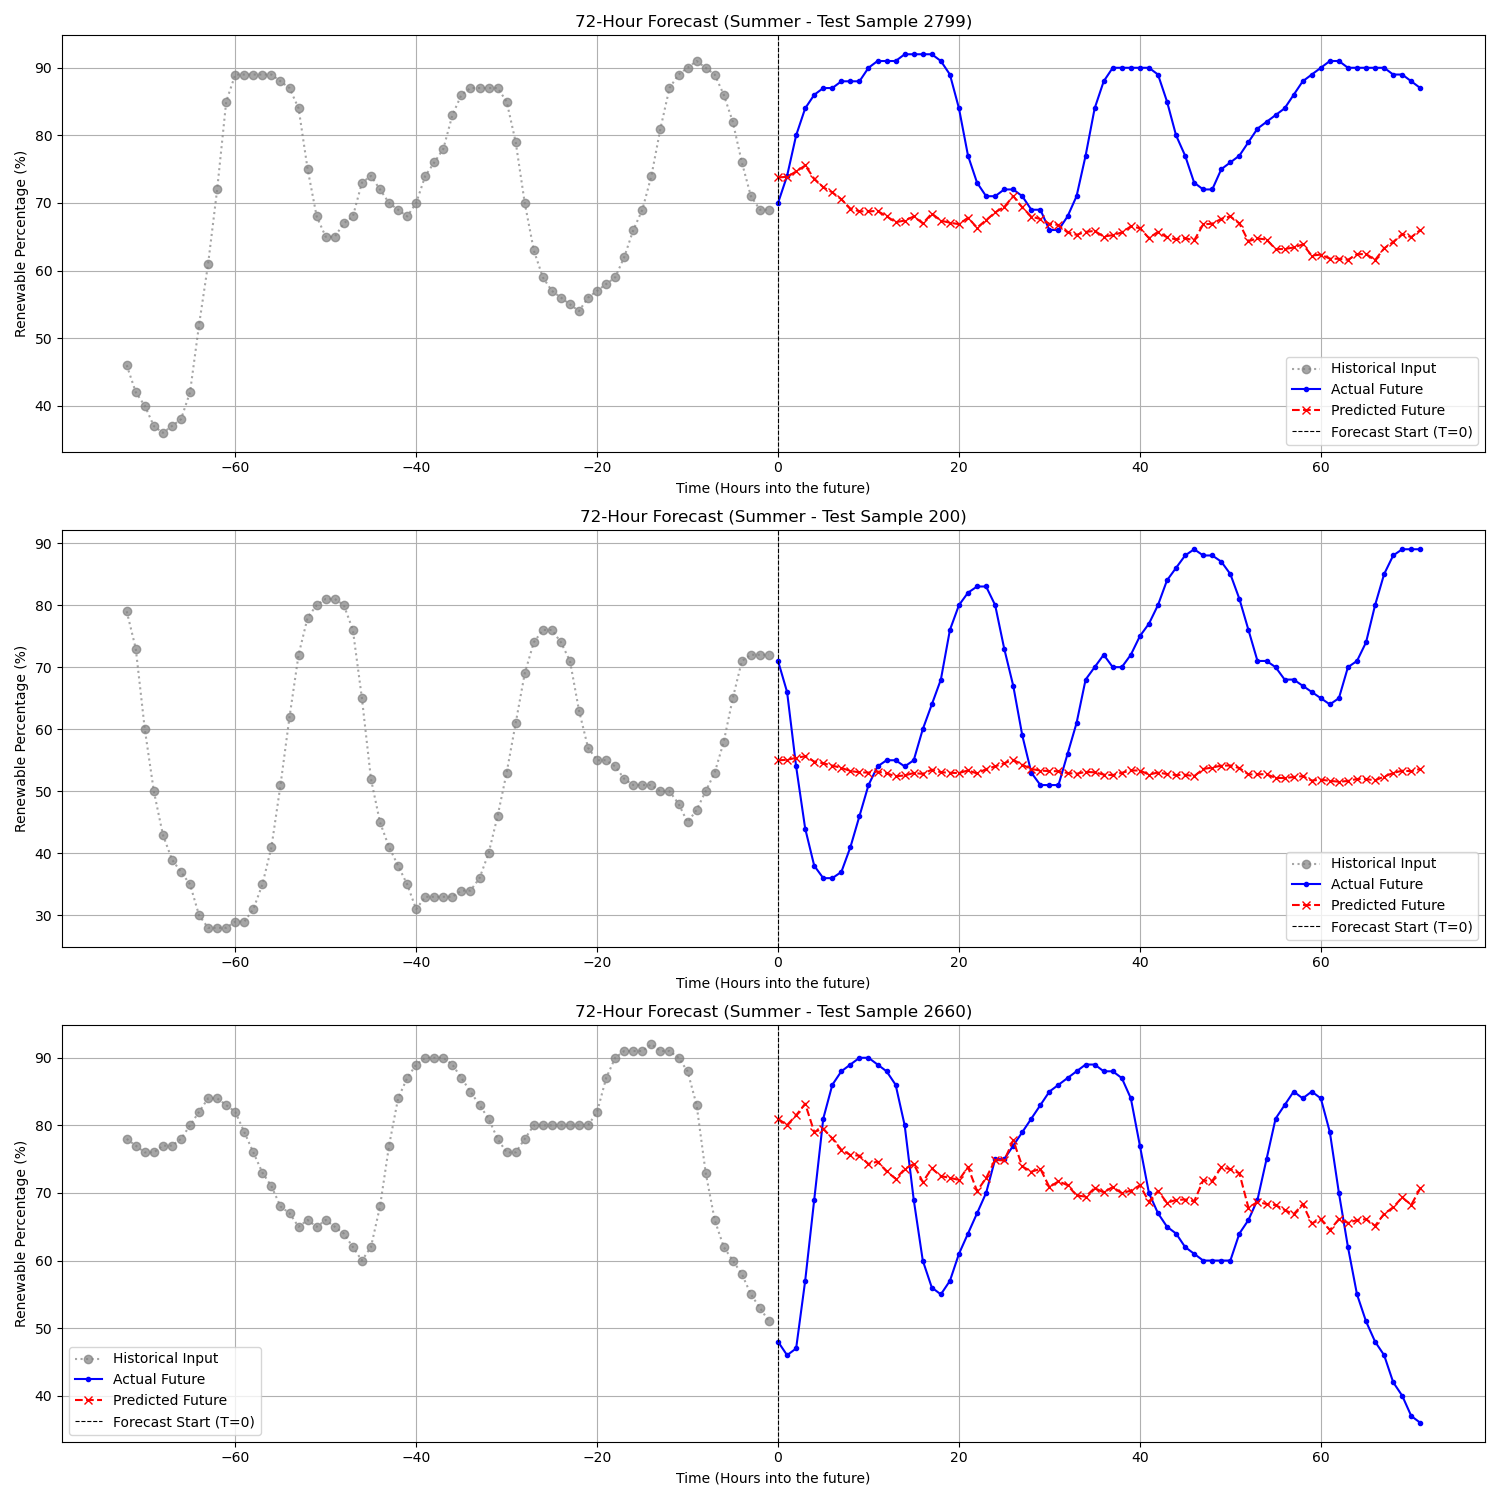 72-Hour Forecast (Summer - Test Sample 2799)
Renewable Percentage (%)
90
80
70
60
50
40
Historical Input
Actual Future
Predicted Future
Forecast Start (T=0)
−60 −40 −20 0 20 40 60
Time (Hours into the future)
72-Hour Forecast (Summer - Test Sample 200)
Renewable Percentage (%)
90
80
70
60
50
40
30
Historical Input
Actual Future
Predicted Future
Forecast Start (T=0)
−60 −40 −20 0 20 40 60
Time (Hours into the future)
72-Hour Forecast (Summer - Test Sample 2660)
Renewable Percentage (%)
90
80
70
60
50
40
Historical Input
Actual Future
Predicted Future
Forecast Start (T=0)
−60 −40 −20 0 20 40 60
Time (Hours into the future)